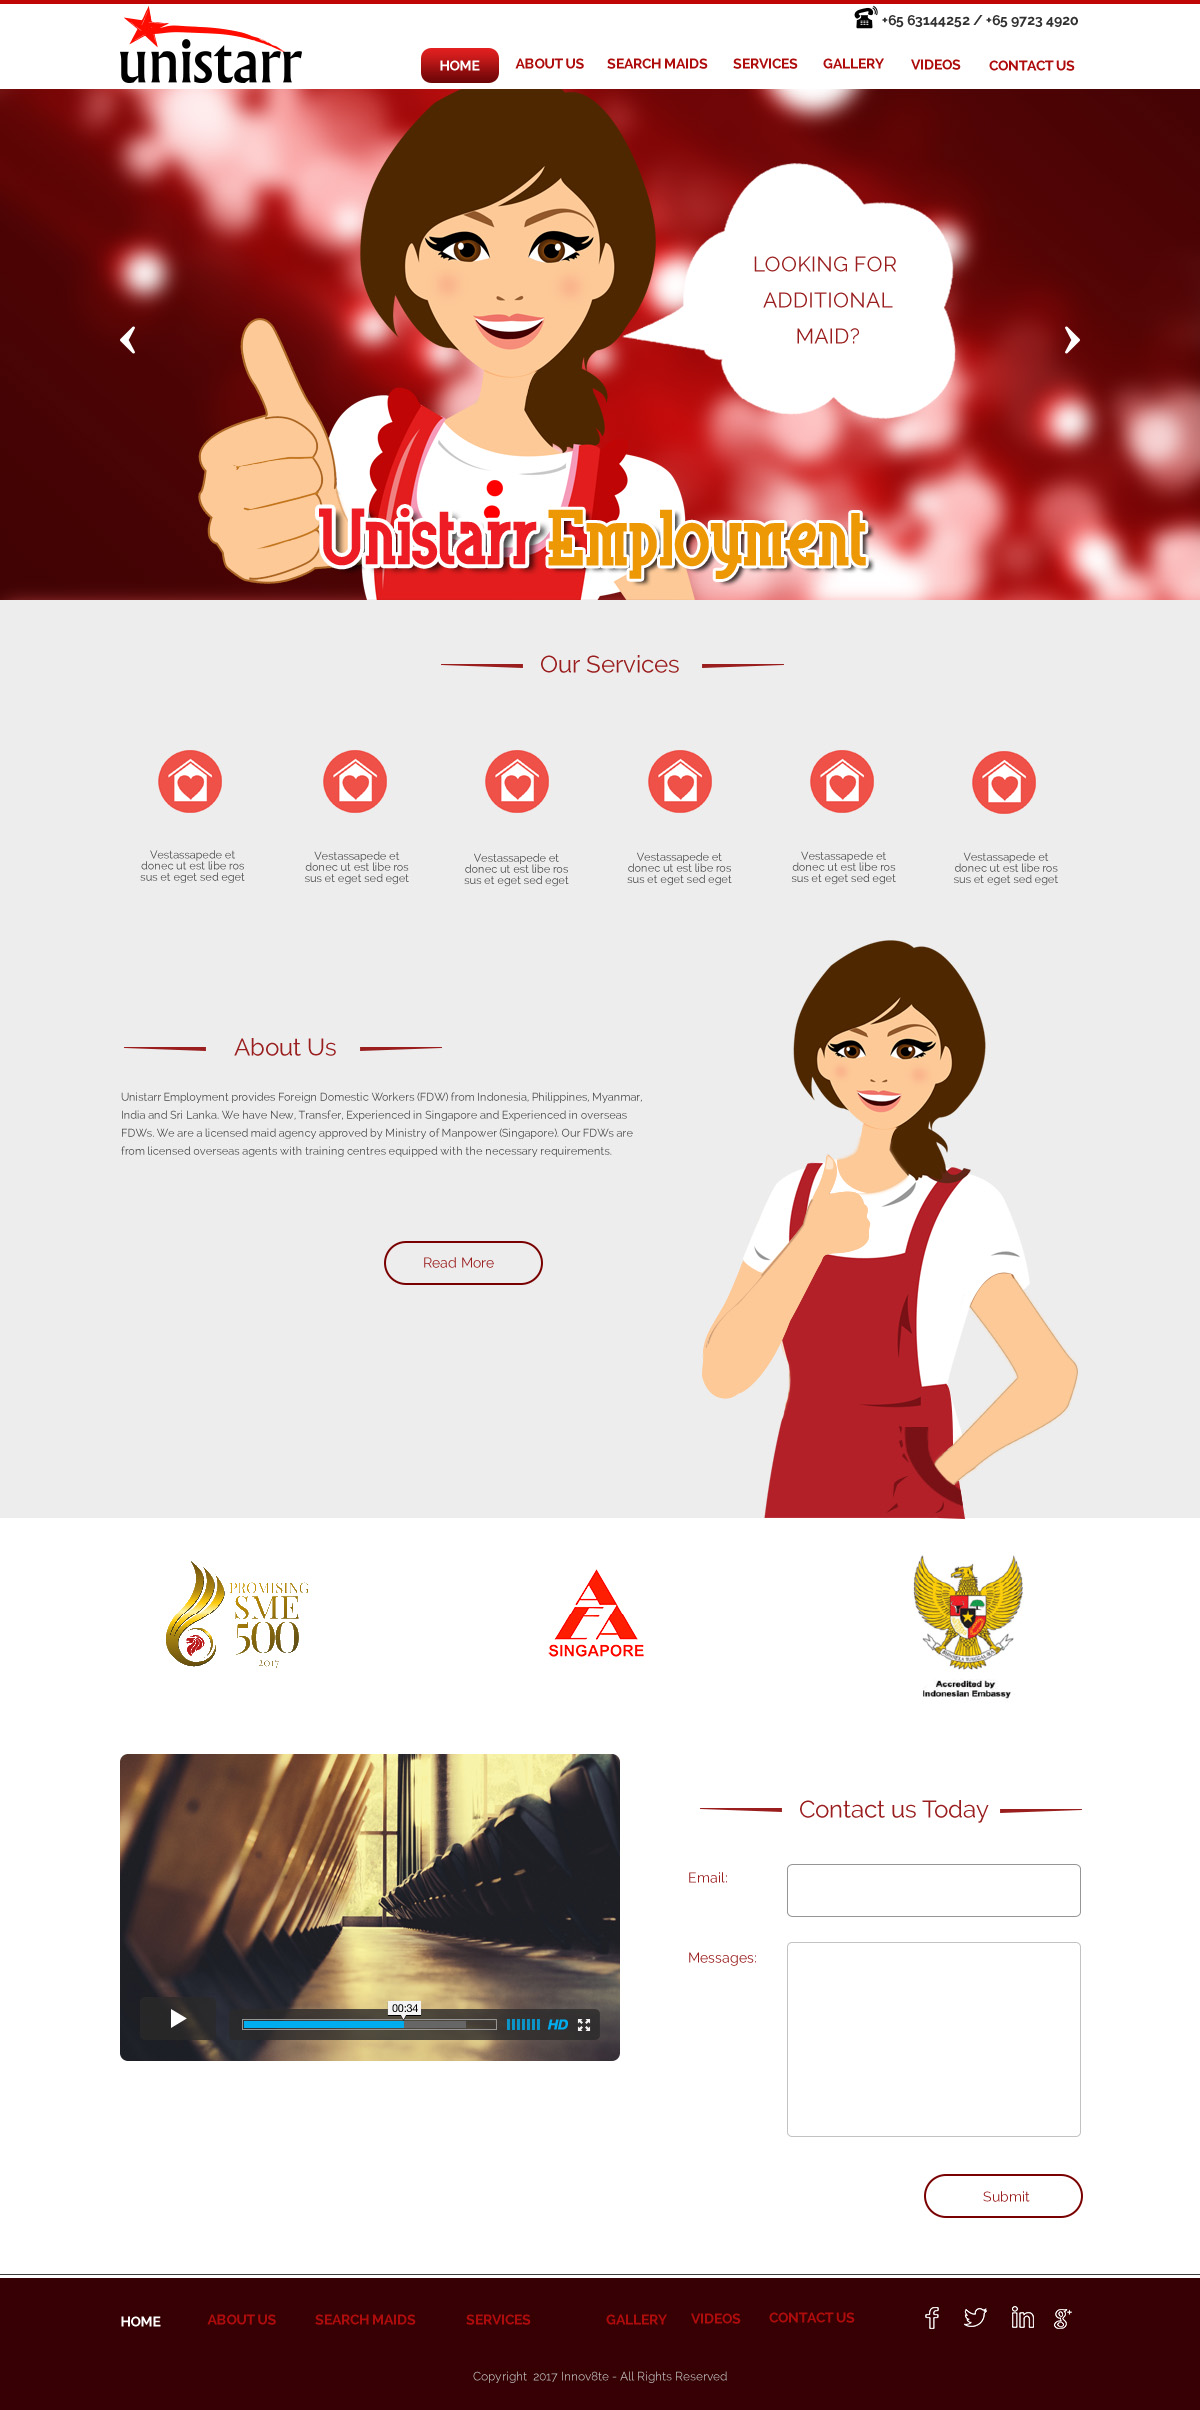 +65 63144252 / +65 9723 4920
unistarr
HOME ABOUT US SEARCH MAIDS SERVICES GALLERY VIDEOS CONTACT US
LOOKING FOR
ADDITIONAL
MAID?
Unistarr Employment
Our Services
Vestassapede et
donec ut est libe ros
sus et eget sed eget
Vestassapede et
donec ut est libe ros
sus et eget sed eget
Vestassapede et
donec ut est libe ros
sus et eget sed eget
Vestassapede et
donec ut est libe ros
sus et eget sed eget
Vestassapede et
donec ut est libe ros
sus et eget sed eget
Vestassapede et
donec ut est libe ros
sus et eget sed eget
About Us
Unistarr Employment provides Foreign Domestic Workers (FDW) from Indonesia, Philippines, Myanmar,
India and Sri Lanka. We have New, Transfer, Experienced in Singapore and Experienced in overseas
FDWs. We are a licensed maid agency approved by Ministry of Manpower (Singapore). Our FDWs are
from licensed overseas agents with training centres equipped with the necessary requirements.
Read More
PROMISING
SME
500
2017
AEA
SINGAPORE
Accredited by
Indonesian Embassy
Contact us Today
Email:
Messages:
00:34
HD
Submit
HOME ABOUT US SEARCH MAIDS SERVICES GALLERY VIDEOS CONTACT US
Copyright 2017 Innov8te - All Rights Reserved